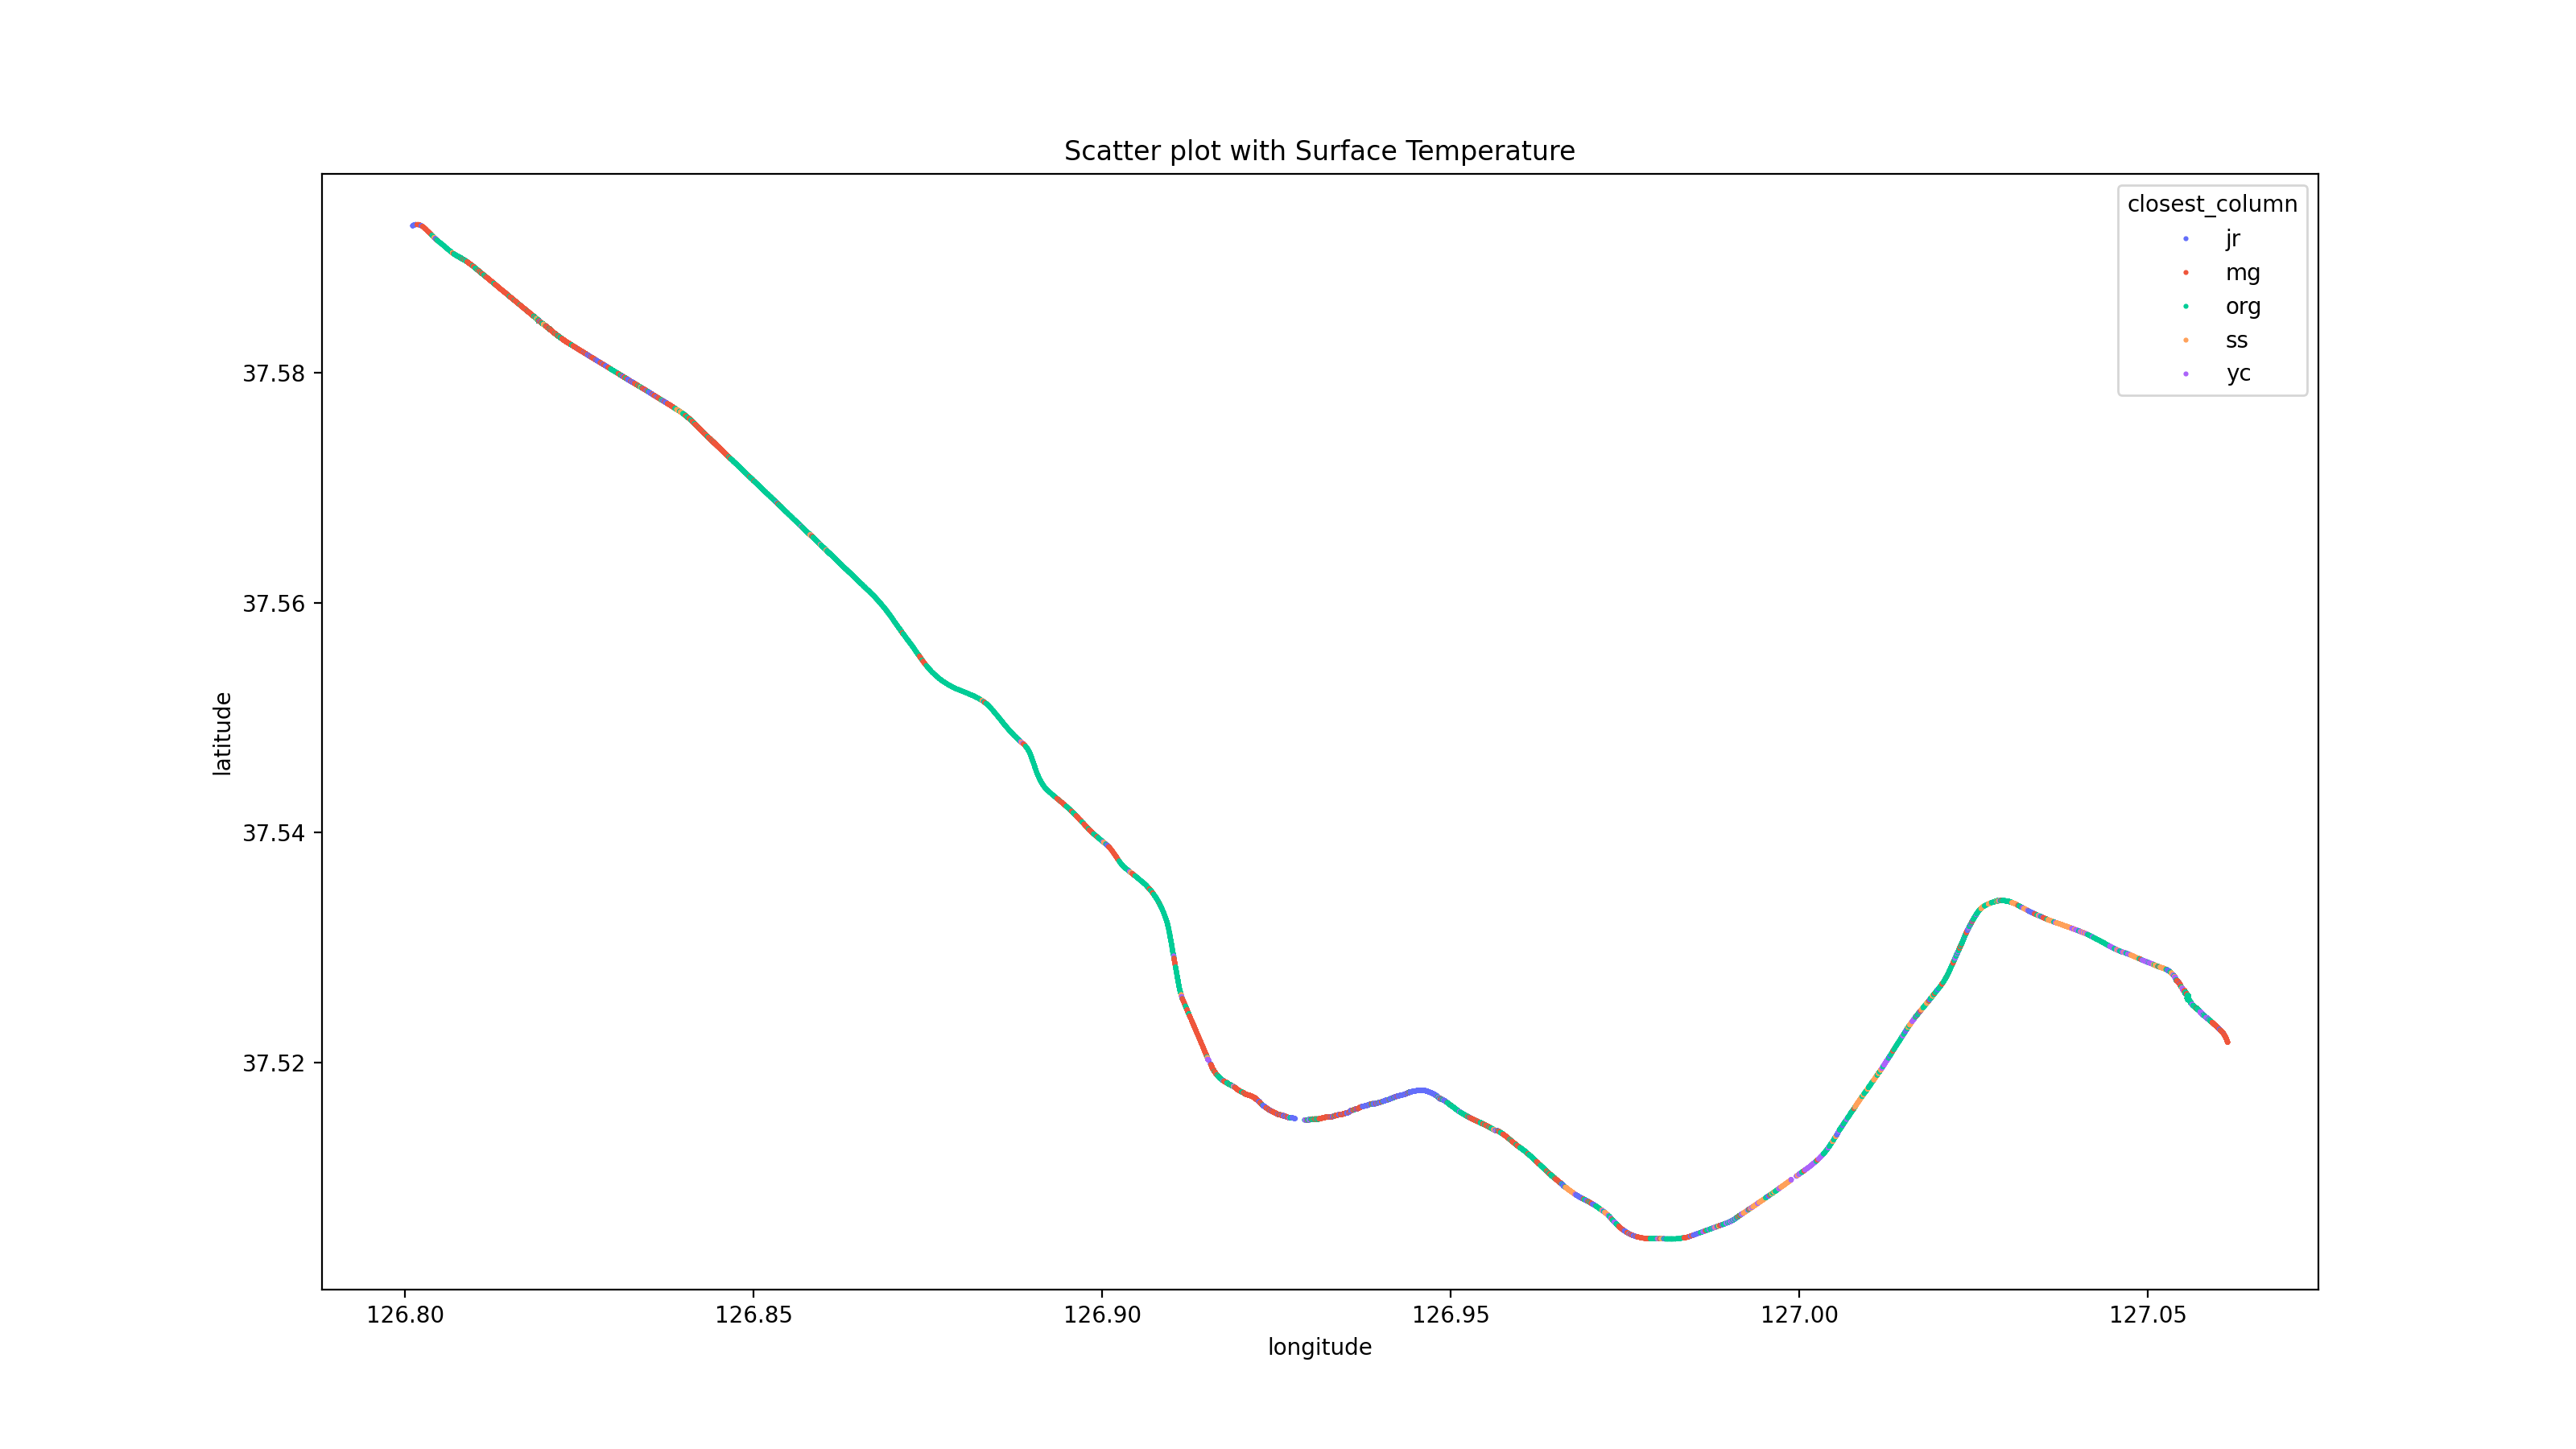 Scatter plot with Surface Temperature
closest_column
jr
mg
org
ss
yc
37.58
37.56
37.54
37.52
latitude
126.80 126.85 126.90 126.95 127.00 127.05
longitude